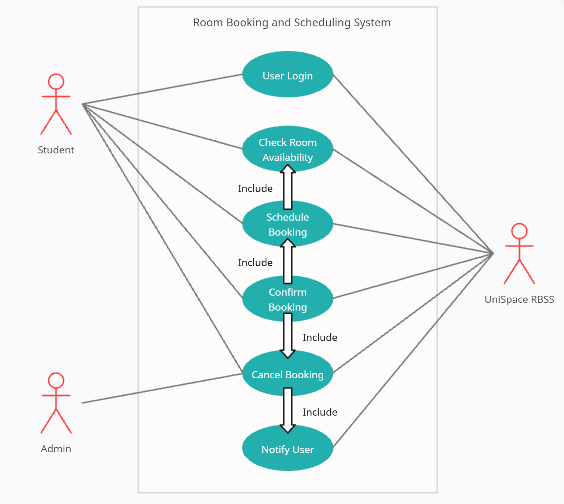 Room Booking and Scheduling System
User Login
Student
Check Room
Availability
Include
Schedule
Booking
Include
Confirm
Booking
UniSpace RBSS
Include
Cancel Booking
Include
Admin
Notify User